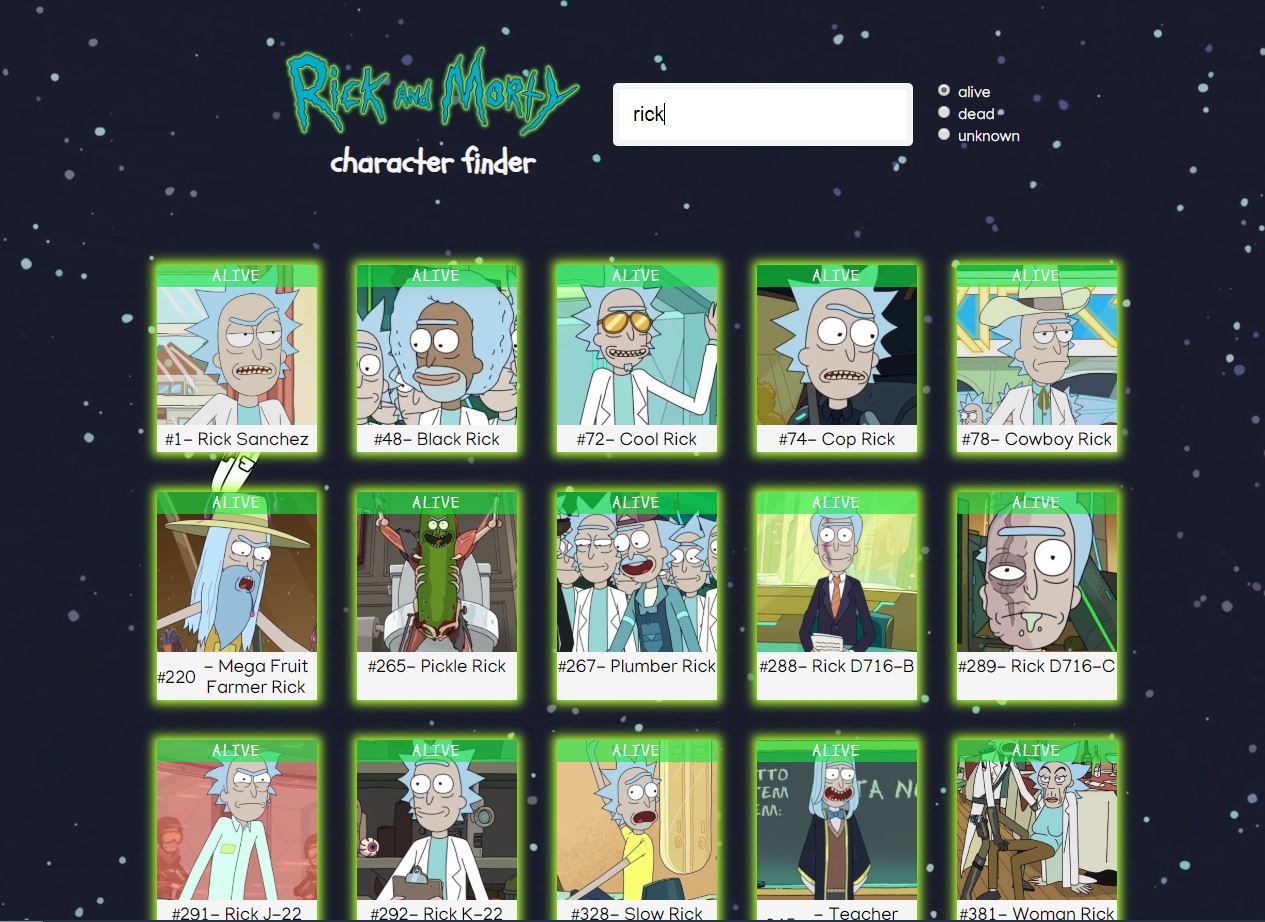 Rick and Morty
character finder
rick
alive
dead
unknown
ALIVE ALIVE ALIVE ALIVE ALIVE
#1– Rick Sanchez #48– Black Rick #72– Cool Rick #74– Cop Rick #78– Cowboy Rick
ALIVE ALIVE ALIVE ALIVE ALIVE
#220 – Mega Fruit
Farmer Rick
#265– Pickle Rick #267– Plumber Rick #288– Rick D716–B #289– Rick D716–C
ALIVE ALIVE ALIVE ALIVE ALIVE
#291– Rick J–22 #292– Rick K–22 #328– Slow Rick – Teacher #381– Woman Rick